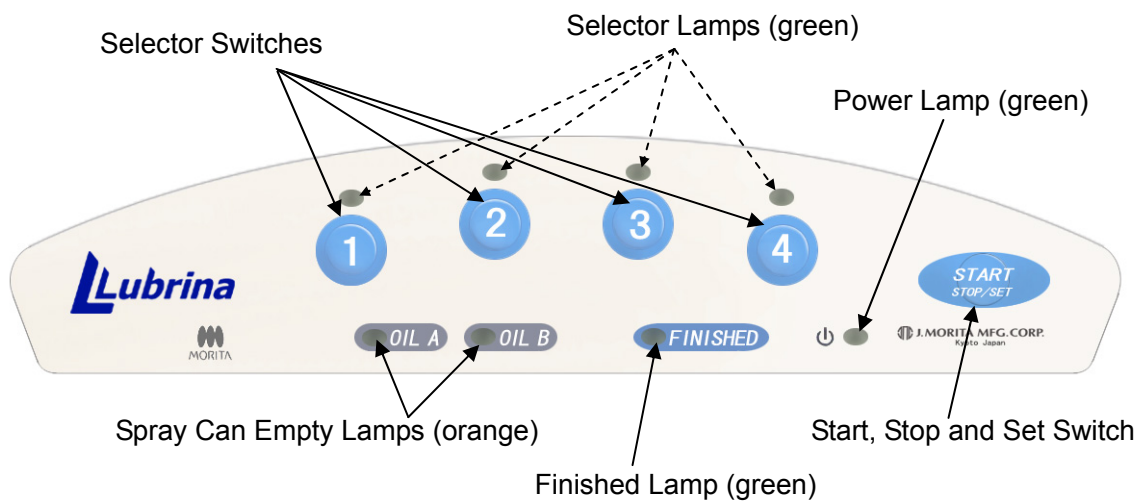 Selector Switches
Selector Lamps (green)
Power Lamp (green)
1
2
3
4
Lubrina
START
STOP/SET
MORITA
OIL A
OIL B
FINISHED
J.MORITA MFG.CORP.
Kyoto Japan
Spray Can Empty Lamps (orange)
Start, Stop and Set Switch
Finished Lamp (green)